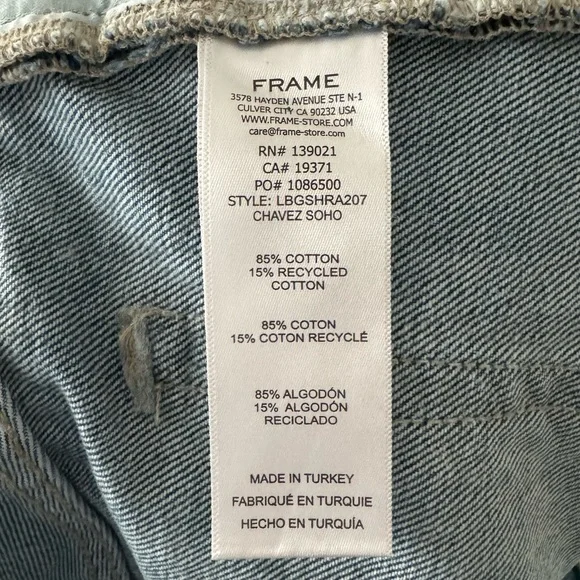 FRAME
3578 HAYDEN AVENUE STE N-1
CULVER CITY CA 90232 USA
WWW.FRAME-STORE.COM
care@frame-store.com
RN# 139021
CA# 19371
PO# 1086500
STYLE: LBGSHRA207
CHAVEZ SOHO
85% COTTON
15% RECYCLED
COTTON
85% COTON
15% COTON RECYCLÉ
85% ALGODÓN
15% ALGODÓN
RECICLADO
MADE IN TURKEY
FABRIQUÉ EN TURQUIE
HECHO EN TURQUÍA